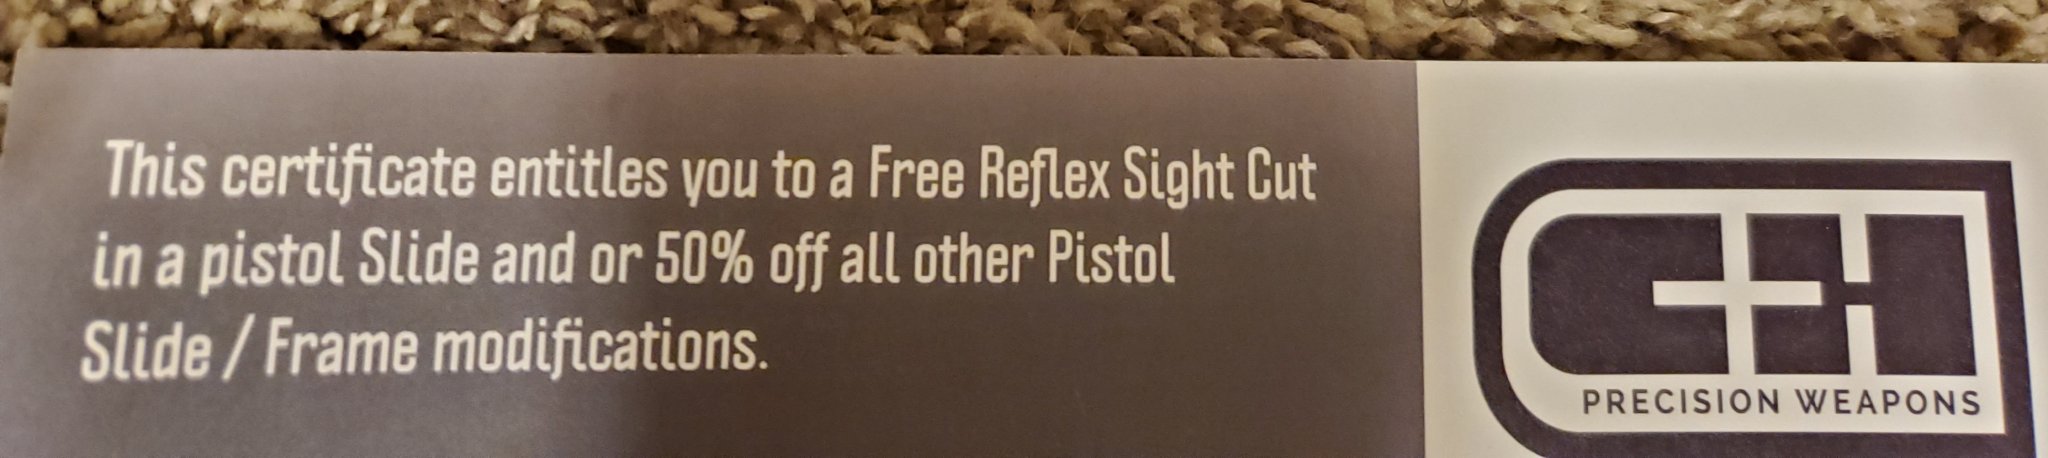 This certificate entitles you to a Free Reflex Sight Cut
in a pistol Slide and or 50% off all other Pistol
Slide / Frame modifications.
C+H
PRECISION WEAPONS